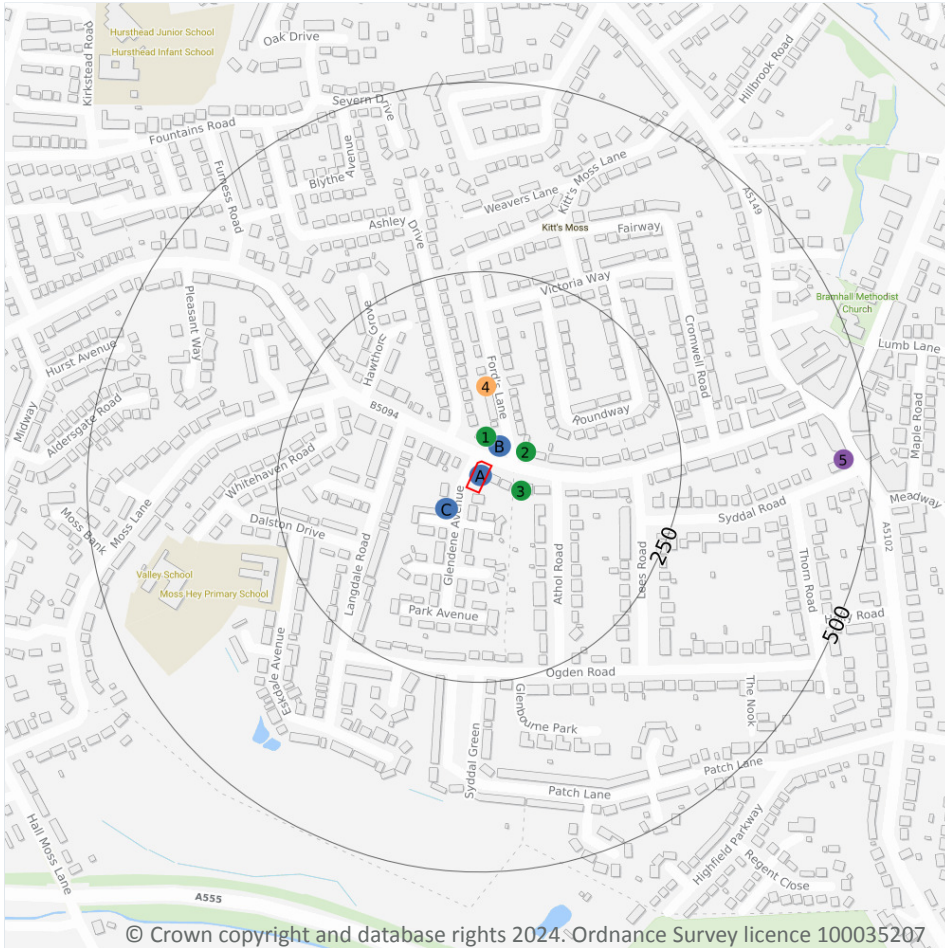 Hursthead Junior School
Hursthead Infant School
Oak Drive
Kirkstead Road
Hillbrook Road
Severn Drive
Fountains Road
Furness Road
Blythe
Avenue
Kitt's Moss Lane
Weavers Lane
A5149
Ashley
Drive
Kitt's Moss
Fairway
Victoria Way
Pleasant Way
Bramhall Methodist
Church
Hawthorn Grove
Cromwell Road
Lumb Lane
Hurst Avenue
Midway
Aldersgate Road
Ford's Lane
4
B5094
Roundway
Maple Road
1
B
2
5
Whitehaven Road
A
3
Meadway
Moss Lane
Syddal Road
Moss Bank
C
Dalston Drive
A5102
Glendene Avenue
250
Langdale Road
Athol Road
Lees Road
Thorn Road
Valley School
Moss Hey Primary School
Park Avenue
500
Road
Eskdale Avenue
Ogden Road
The Nook
Glenbourne Park
Syddal Green
Patch Lane
Patch Lane
Highfield Parkway
Hall Moss Lane
Regent Close
A555
© Crown copyright and database rights 2024. Ordnance Survey licence 100035207